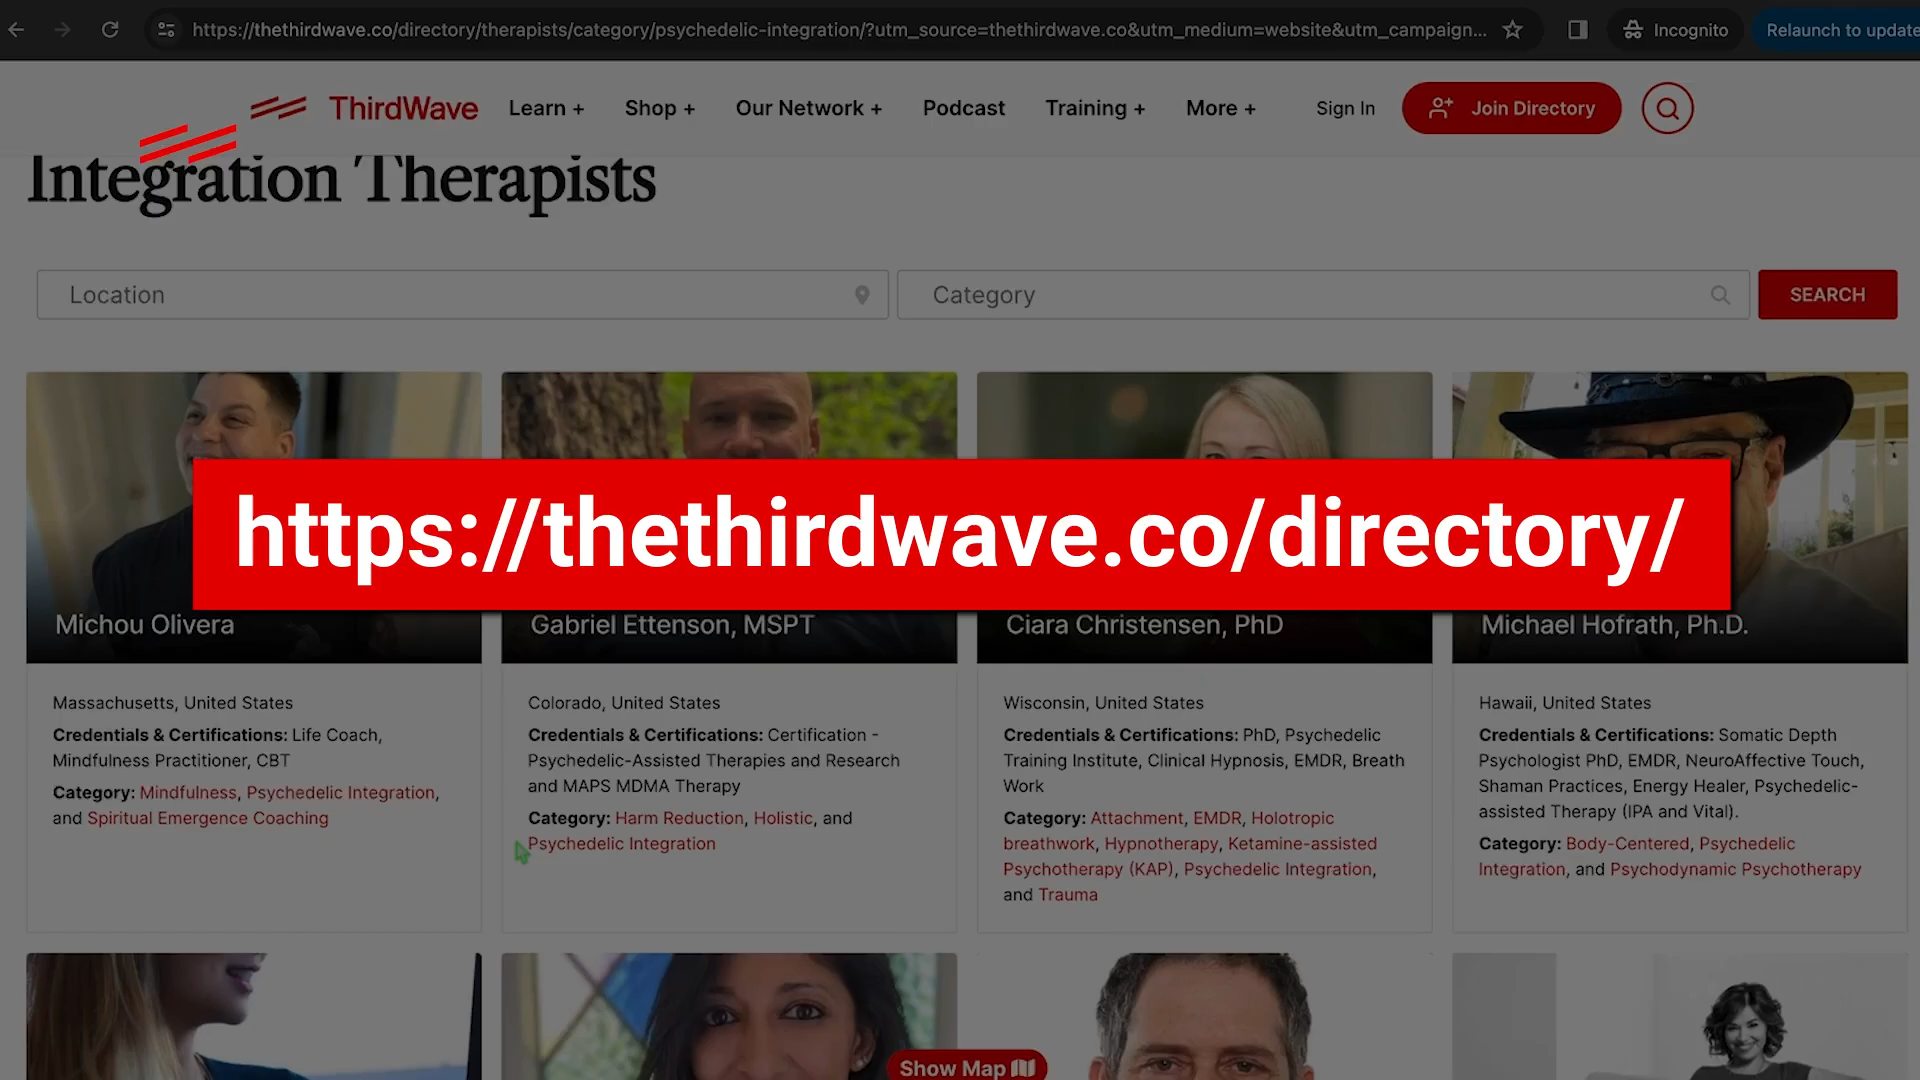 https://thethirdwave.co/directory/therapists/category/psychedelic-integration/?utm_source=thethirdwave.co&utm_medium=website&utm_campaign...
Incognito
Relaunch to update
ThirdWave
Learn +
Shop +
Our Network +
Podcast
Training +
More +
Sign In
Join Directory
Integration Therapists
Location
Category
SEARCH
https://thethirdwave.co/directory/
Michou Olivera
Massachusetts, United States
Credentials & Certifications: Life Coach,
Mindfulness Practitioner, CBT
Category: Mindfulness, Psychedelic Integration,
and Spiritual Emergence Coaching
Gabriel Ettenson, MSPT
Colorado, United States
Credentials & Certifications: Certification -
Psychedelic-Assisted Therapies and Research
and MAPS MDMA Therapy
Category: Harm Reduction, Holistic, and
Psychedelic Integration
Ciara Christensen, PhD
Wisconsin, United States
Credentials & Certifications: PhD, Psychedelic
Training Institute, Clinical Hypnosis, EMDR, Breath
Work
Category: Attachment, EMDR, Holotropic
breathwork, Hypnotherapy, Ketamine-assisted
Psychotherapy (KAP), Psychedelic Integration,
and Trauma
Michael Hofrath, Ph.D.
Hawaii, United States
Credentials & Certifications: Somatic Depth
Psychologist PhD, EMDR, NeuroAffective Touch,
Shaman Practices, Energy Healer, Psychedelic-
assisted Therapy (IPA and Vital).
Category: Body-Centered, Psychedelic
Integration, and Psychodynamic Psychotherapy
Show Map